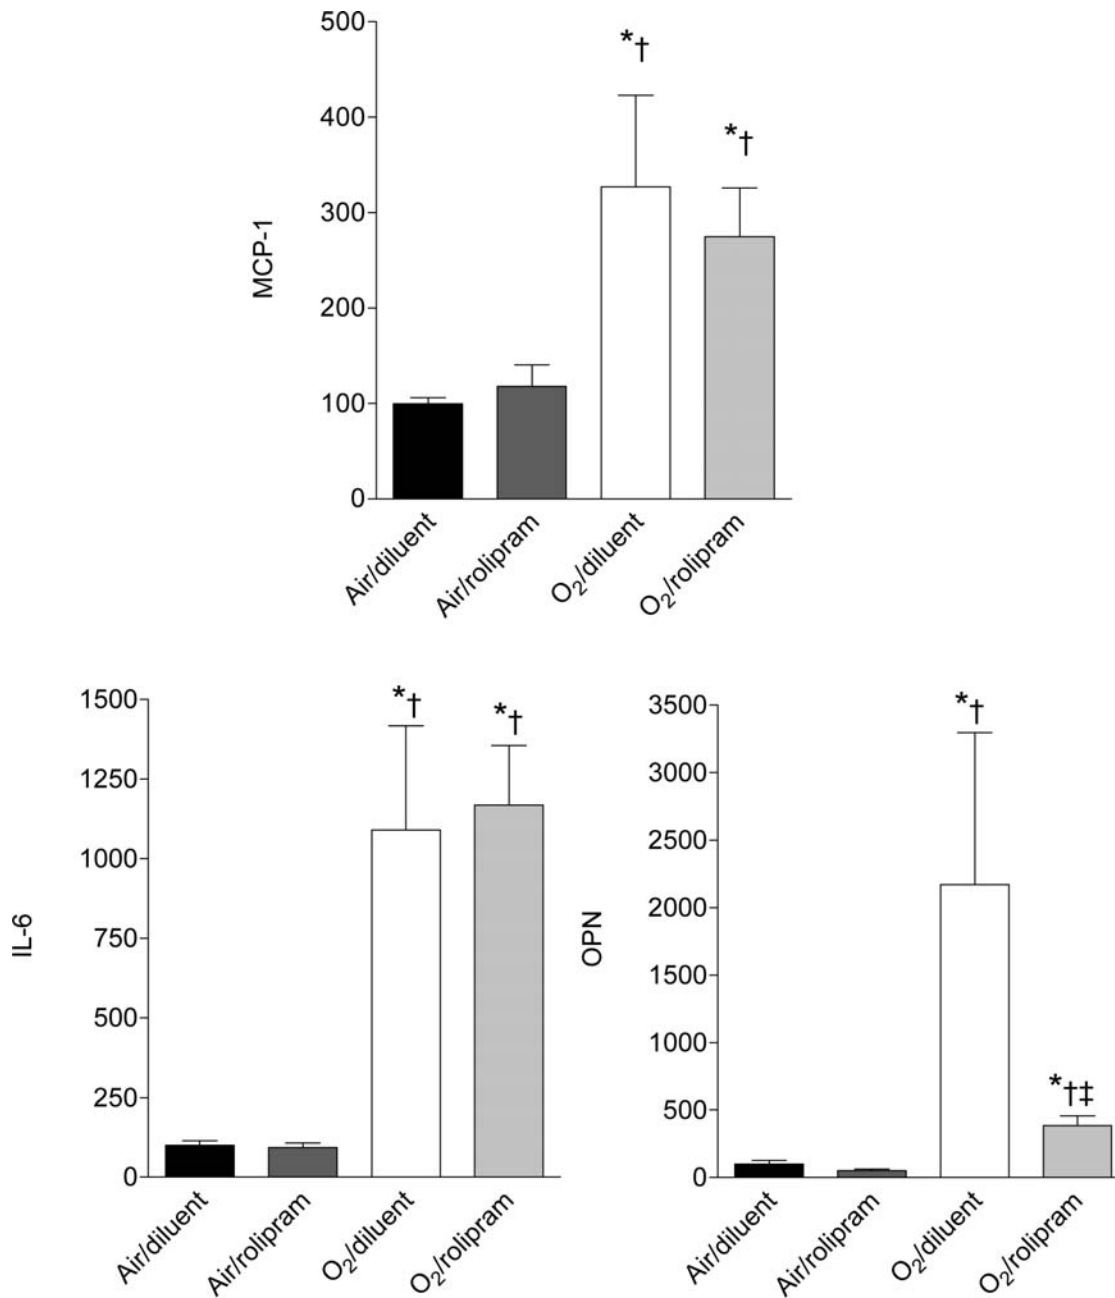 500
*†
400
*†
300
MCP-1
200
100
0
Air/diluent
Air/rolipram
O₂/diluent
O₂/rolipram
1500
*†
*†
1250
1000
IL-6
750
500
250
0
Air/diluent
Air/rolipram
O₂/diluent
O₂/rolipram
3500
*†
3000
2500
2000
OPN
1500
1000
*†‡
500
0
Air/diluent
Air/rolipram
O₂/diluent
O₂/rolipram